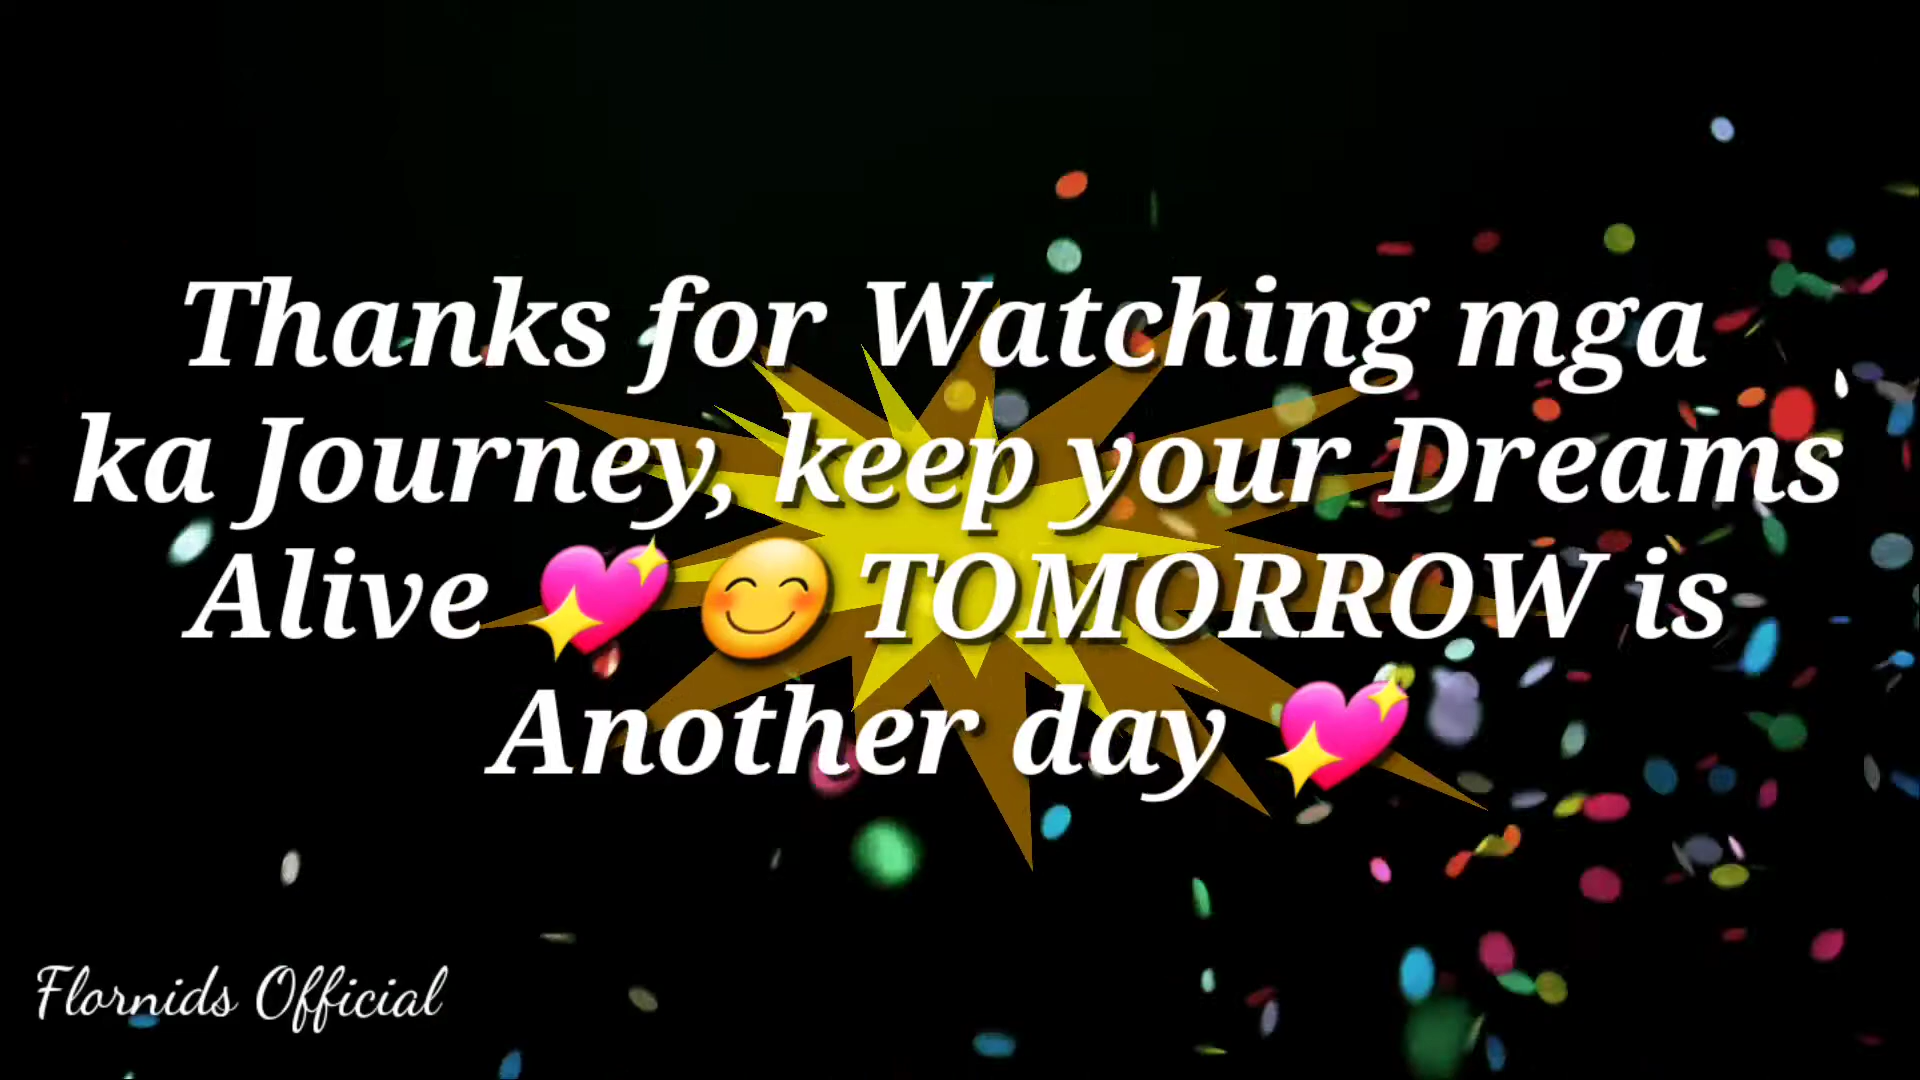 Thanks for Watching mga
ka Journey, keep your Dreams
Alive 💖 😊 TOMORROW is
Another day 💖
Flornids Official